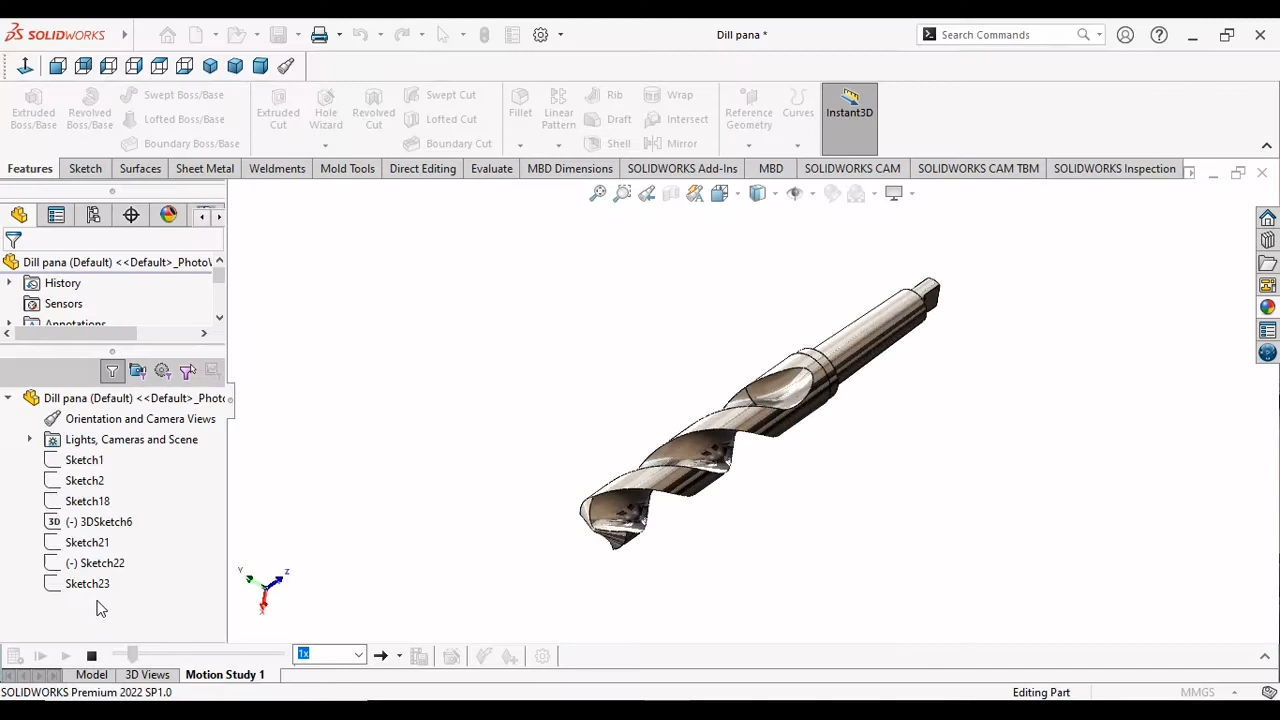 SOLIDWORKS
Dill pana *
Search Commands
Extruded Boss/Base
Revolved Boss/Base
Swept Boss/Base
Lofted Boss/Base
Boundary Boss/Base
Extruded Cut
Hole Wizard
Revolved Cut
Swept Cut
Lofted Cut
Boundary Cut
Fillet
Linear Pattern
Rib
Draft
Shell
Wrap
Intersect
Mirror
Reference Geometry
Curves
Instant3D
Features
Sketch
Surfaces
Sheet Metal
Weldments
Mold Tools
Direct Editing
Evaluate
MBD Dimensions
SOLIDWORKS Add-Ins
MBD
SOLIDWORKS CAM
SOLIDWORKS CAM TBM
SOLIDWORKS Inspection
Dill pana (Default) <<Default>_PhotoV
History
Sensors
Annotations
Dill pana (Default) <<Default>_Photo
Orientation and Camera Views
Lights, Cameras and Scene
Sketch1
Sketch2
Sketch18
3D (-) 3DSketch6
Sketch21
(-) Sketch22
Sketch23
Y
Z
X
1x
Model
3D Views
Motion Study 1
SOLIDWORKS Premium 2022 SP1.0
Editing Part
MMGS